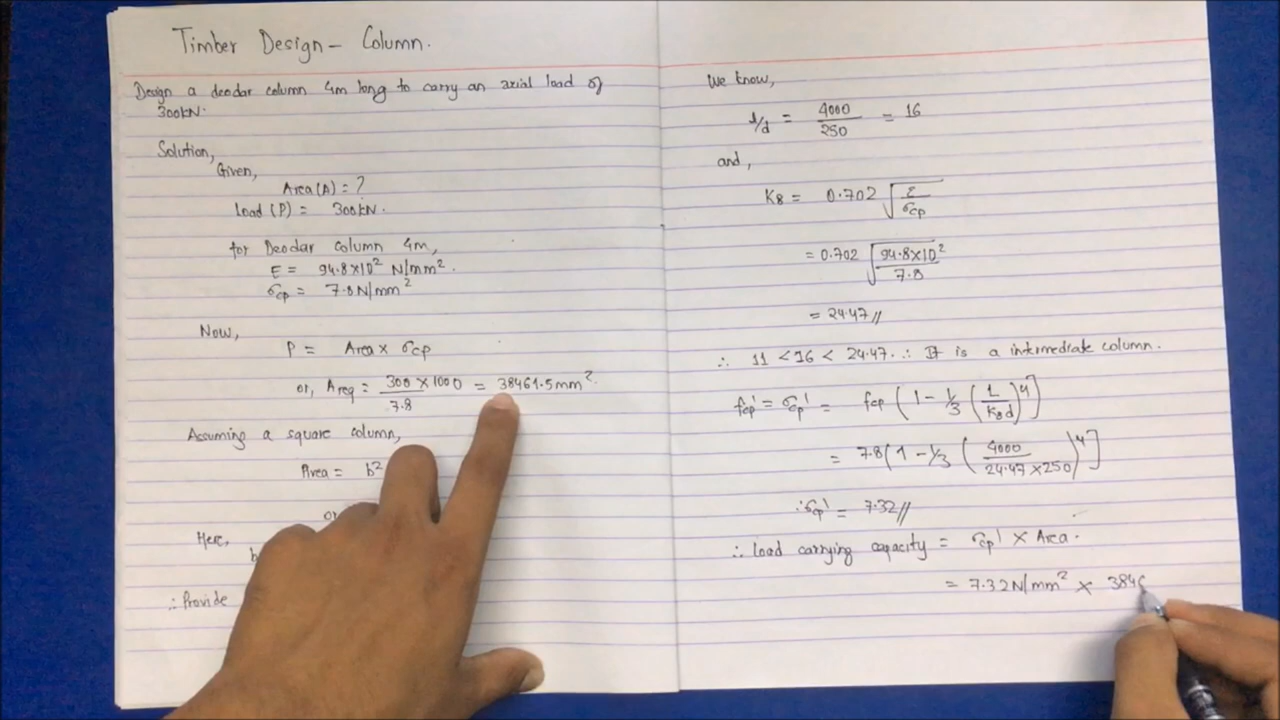 Timber Design - Column.
Design a deodar column 4m long to carry an axial load of
300kN.
Solution,
Given,
Area (A) = ?
Load (P) = 300kN.
for Deodar column 4m,
E = 94.8×10² N/mm².
σcp = 7.8 N/mm²
Now,
P = Area × σcp
or, Areq = 300 × 1000 / 7.8 = 38461.5 mm².
Assuming a square column,
Area = b²
or
Here,
b
∴ Provide
We know,
l/d = 4000 / 250 = 16
and,
K8 = 0.702 √(E / σcp)
= 0.702 √(94.8×10² / 7.8)
= 24.47 //
∴ 11 < 16 < 24.47. ∴ It is a intermediate column.
fcp' = σcp' = fcp ( 1 - 1/3 ( l / K8d )⁴ ]
= 7.8 ( 1 - 1/3 ( 4000 / 24.47 × 250 )⁴ ]
∴ σcp' = 7.32 //
∴ Load carrying capacity = σcp' × Area.
= 7.32 N/mm² × 3846